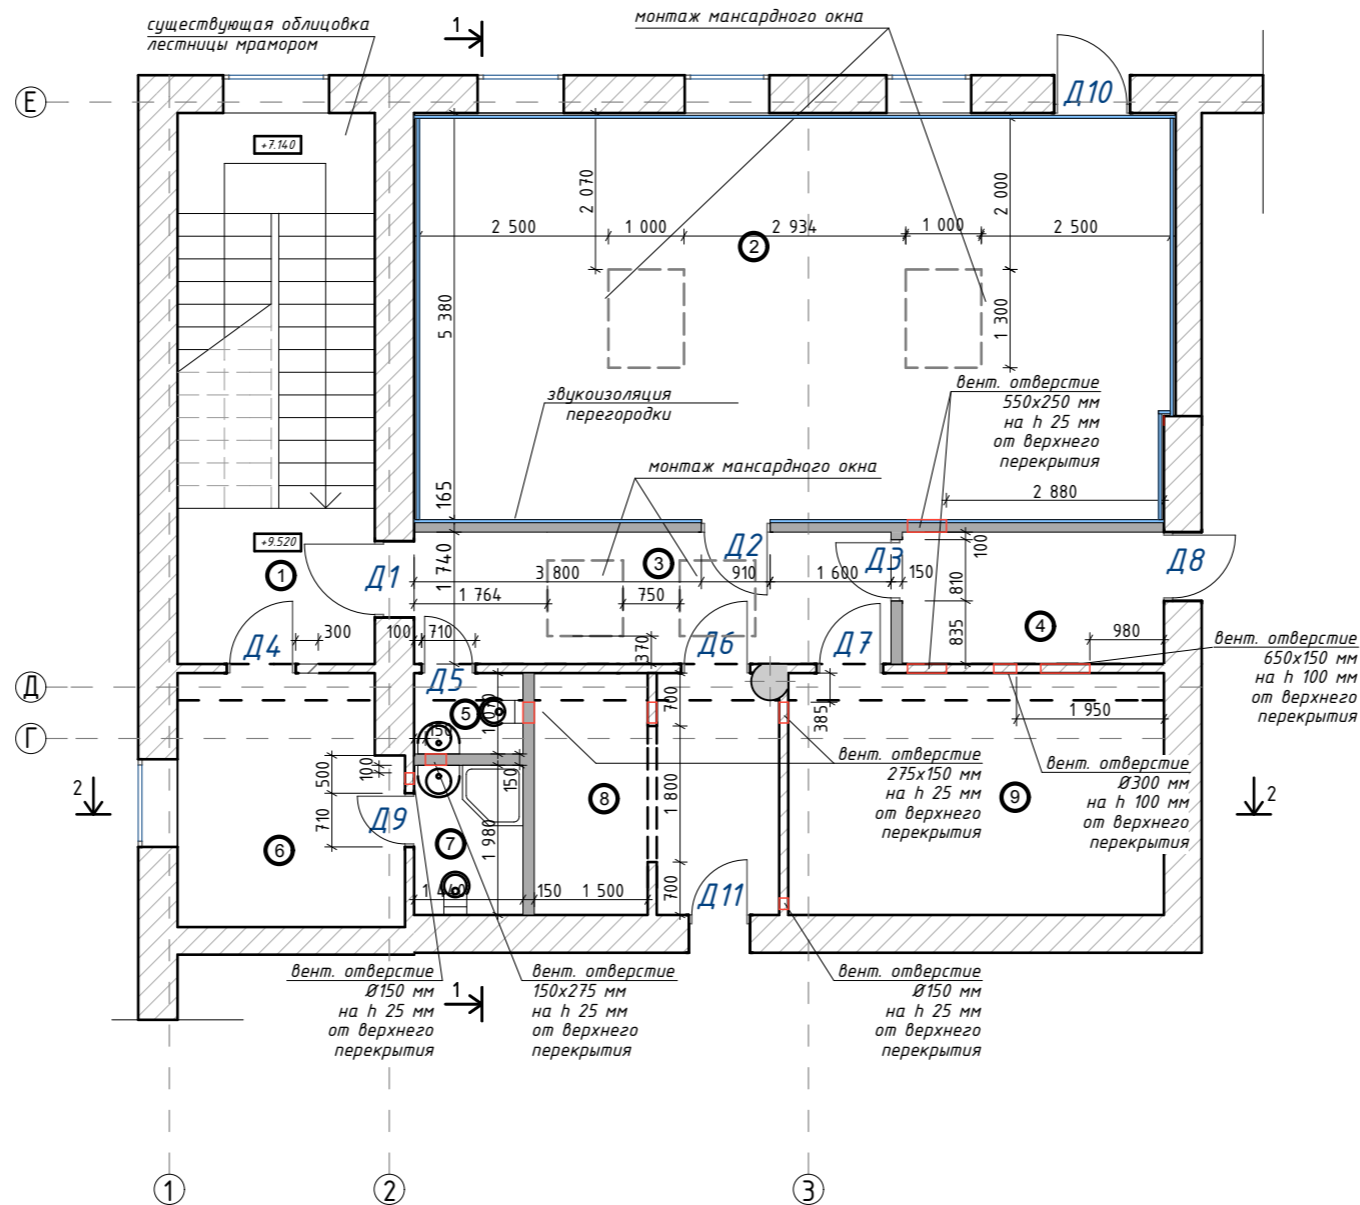 существующая облицовка
лестницы мрамором
1
монтаж мансардного окна
Е
Д10
+7.140
2 070
2 000
2 500
1 000
2 934
1 000
2 500
2
5 380
1 300
звукоизоляция
перегородки
вент. отверстие
550х250 мм
на h 25 мм
от верхнего
перекрытия
монтаж мансардного окна
165
2 880
+9.520
1
Д1
1 740
3 800
3
Д2
910
1 600
Д3
150
100
810
Д8
1 764
750
835
4
980
Д4
300
100
710
370
Д6
Д7
вент. отверстие
650х150 мм
на h 100 мм
от верхнего
перекрытия
Д
Д5
5
1070
700
385
1 950
Г
150
вент. отверстие
275х150 мм
на h 25 мм
от верхнего
перекрытия
вент. отверстие
Ø300 мм
на h 100 мм
от верхнего
перекрытия
2
500
100
150
1 800
2
710
Д9
8
9
6
7
1 980
1 440
150
1 500
700
Д11
вент. отверстие
Ø150 мм
на h 25 мм
от верхнего
перекрытия
1
вент. отверстие
150х275 мм
на h 25 мм
от верхнего
перекрытия
вент. отверстие
Ø150 мм
на h 25 мм
от верхнего
перекрытия
1
2
3